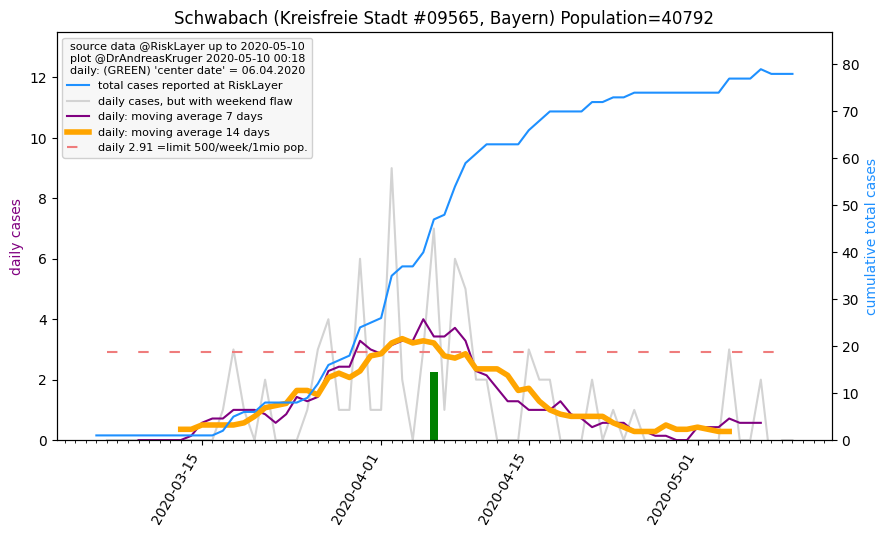 Schwabach (Kreisfreie Stadt #09565, Bayern) Population=40792
source data @RiskLayer up to 2020-05-10
plot @DrAndreasKruger 2020-05-10 00:18
daily: (GREEN) 'center date' = 06.04.2020
total cases reported at RiskLayer
daily cases, but with weekend flaw
daily: moving average 7 days
daily: moving average 14 days
daily 2.91 =limit 500/week/1mio pop.
daily cases
12
10
8
6
4
2
0
80
70
60
50
40
30
20
10
0
cumulative total cases
2020-03-15
2020-04-01
2020-04-15
2020-05-01